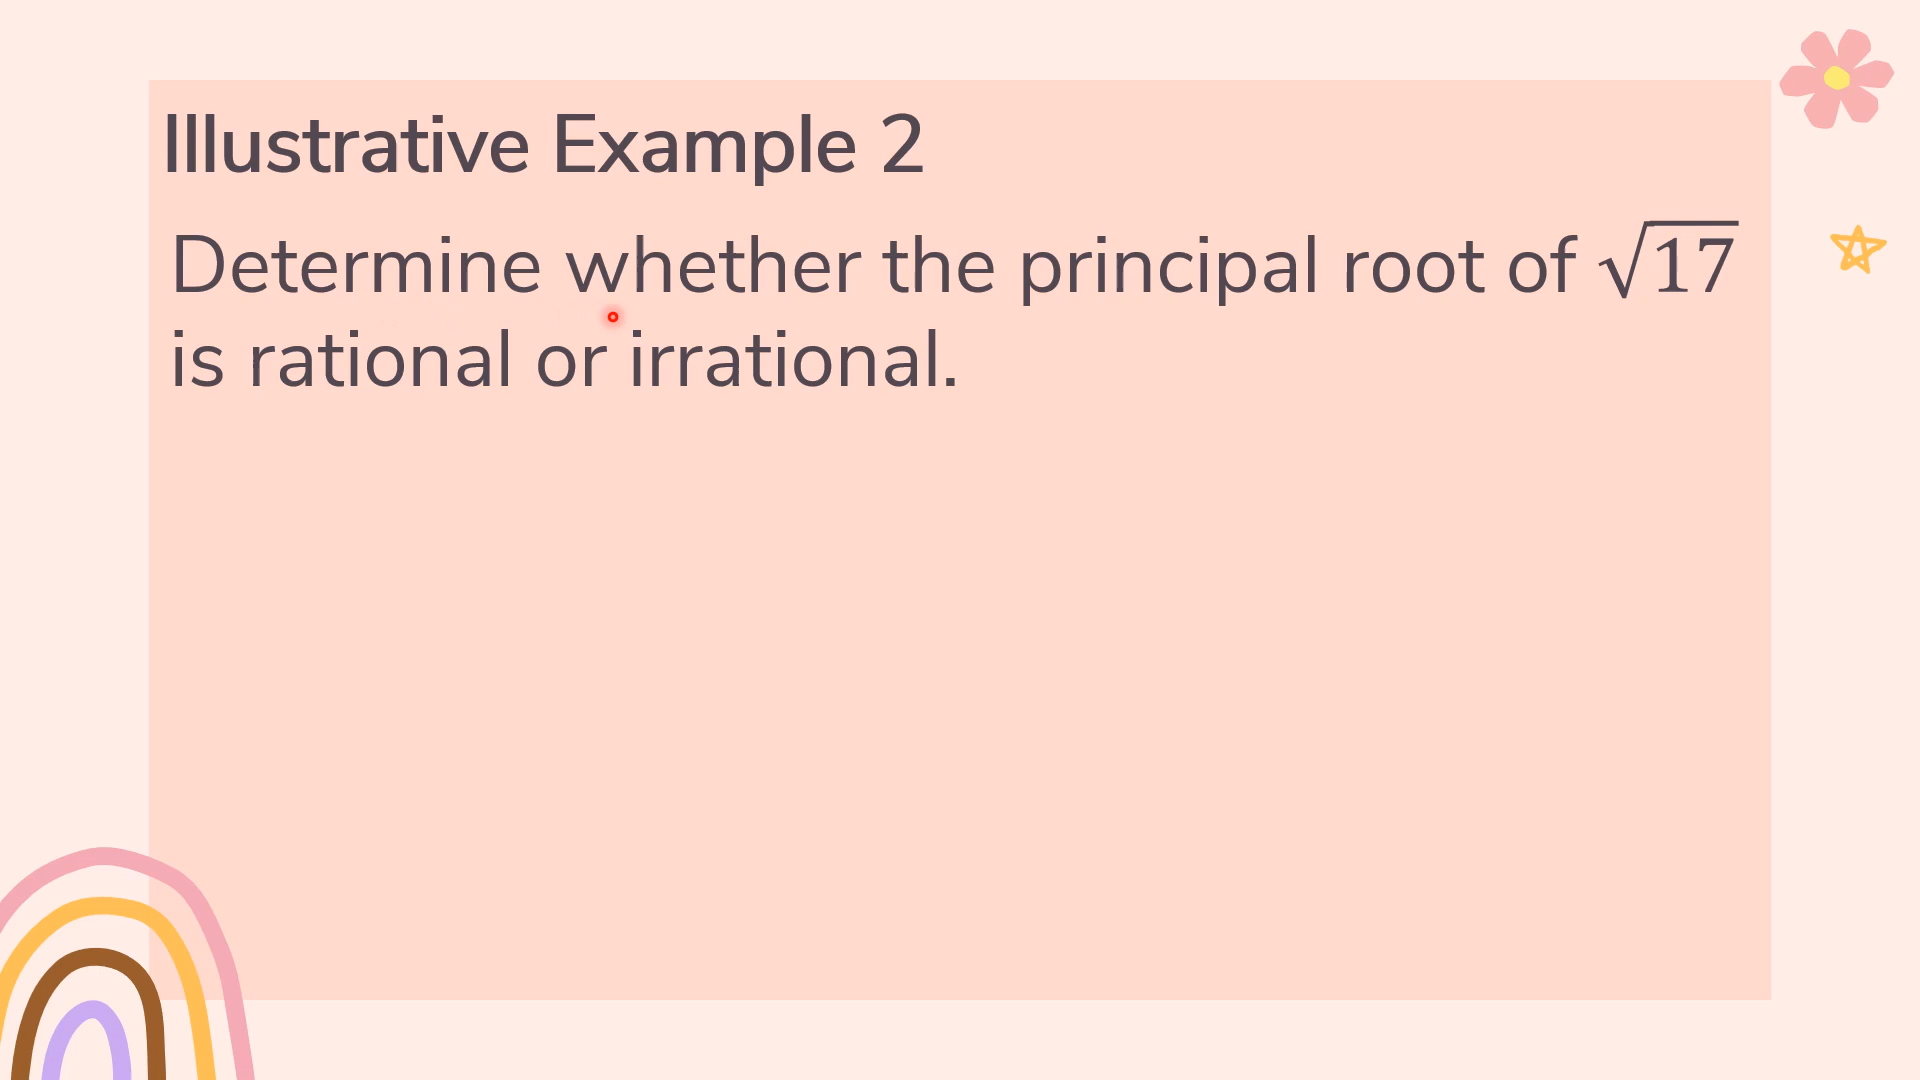 Illustrative Example 2
Determine whether the principal root of √17
is rational or irrational.